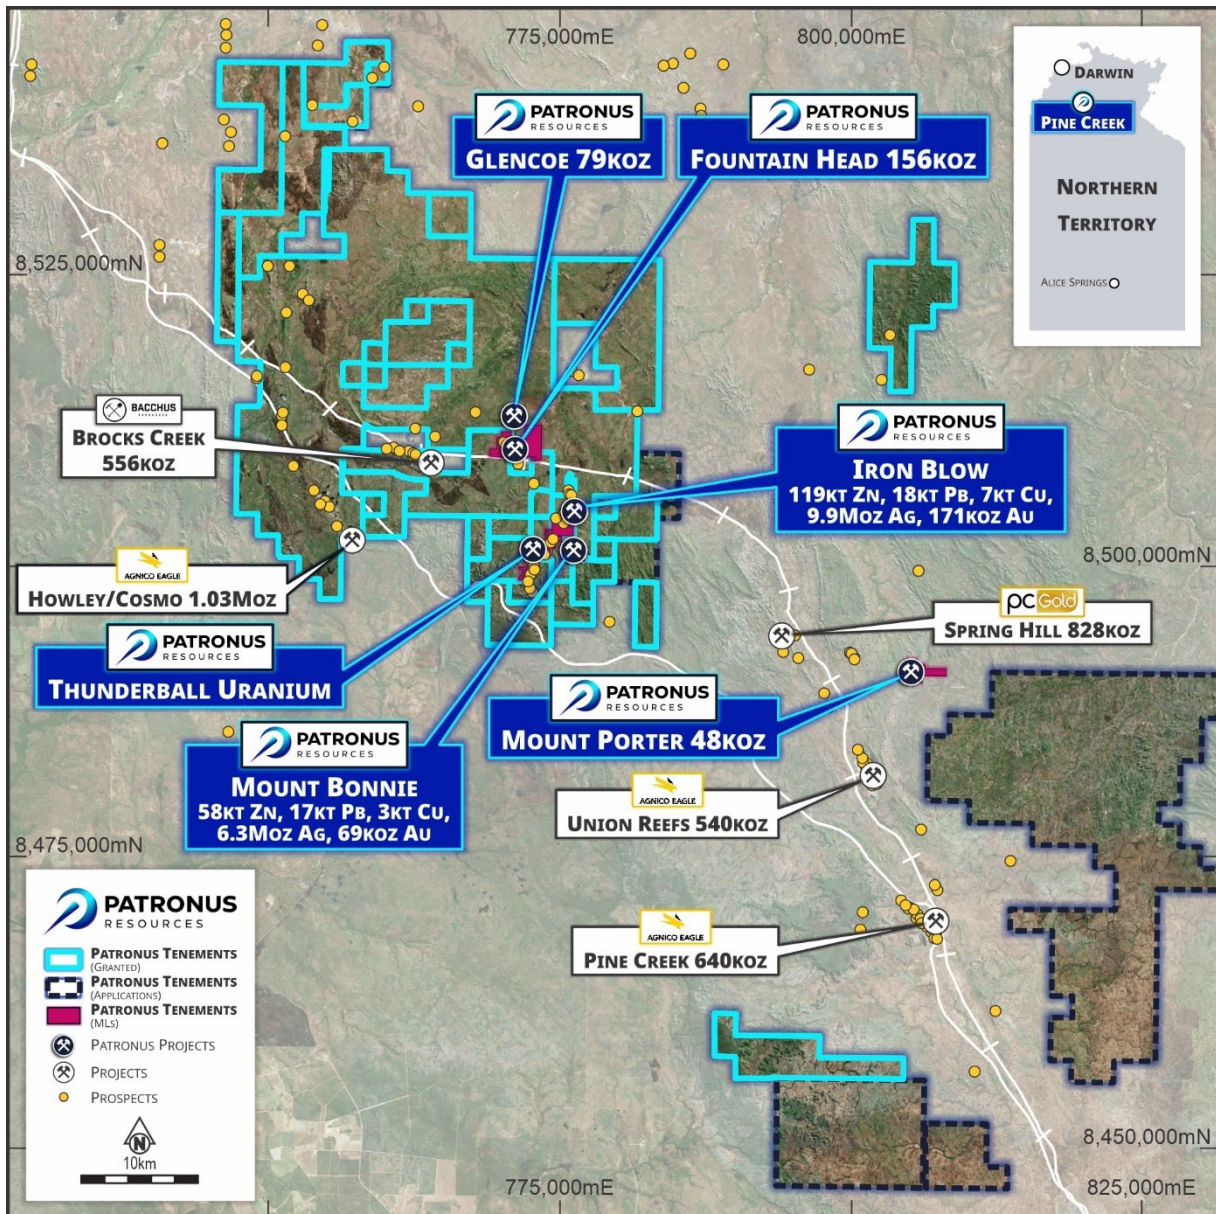 775,000mE
800,000mE
DARWIN
PINE CREEK
NORTHERN
TERRITORY
ALICE SPRINGS
PATRONUS
RESOURCES
GLENCOE 79KOZ
PATRONUS
RESOURCES
FOUNTAIN HEAD 156KOZ
8,525,000mN
BACCHUS
RESOURCES
BROCKS CREEK
556KOZ
PATRONUS
RESOURCES
IRON BLOW
119KT ZN, 18KT PB, 7KT CU,
9.9MOZ AG, 171KOZ AU
8,500,000mN
AGNICO EAGLE
HOWLEY/COSMO 1.03MOZ
pc Gold
SPRING HILL 828KOZ
PATRONUS
RESOURCES
THUNDERBALL URANIUM
PATRONUS
RESOURCES
MOUNT PORTER 48KOZ
PATRONUS
RESOURCES
MOUNT BONNIE
58KT ZN, 17KT PB, 3KT CU,
6.3MOZ AG, 69KOZ AU
AGNICO EAGLE
UNION REEFS 540KOZ
8,475,000mN
AGNICO EAGLE
PINE CREEK 640KOZ
PATRONUS
RESOURCES
PATRONUS TENEMENTS
(GRANTED)
PATRONUS TENEMENTS
(APPLICATIONS)
PATRONUS TENEMENTS
(MLS)
PATRONUS PROJECTS
PROJECTS
PROSPECTS
N
10km
8,450,000mN
775,000mE
825,000mE